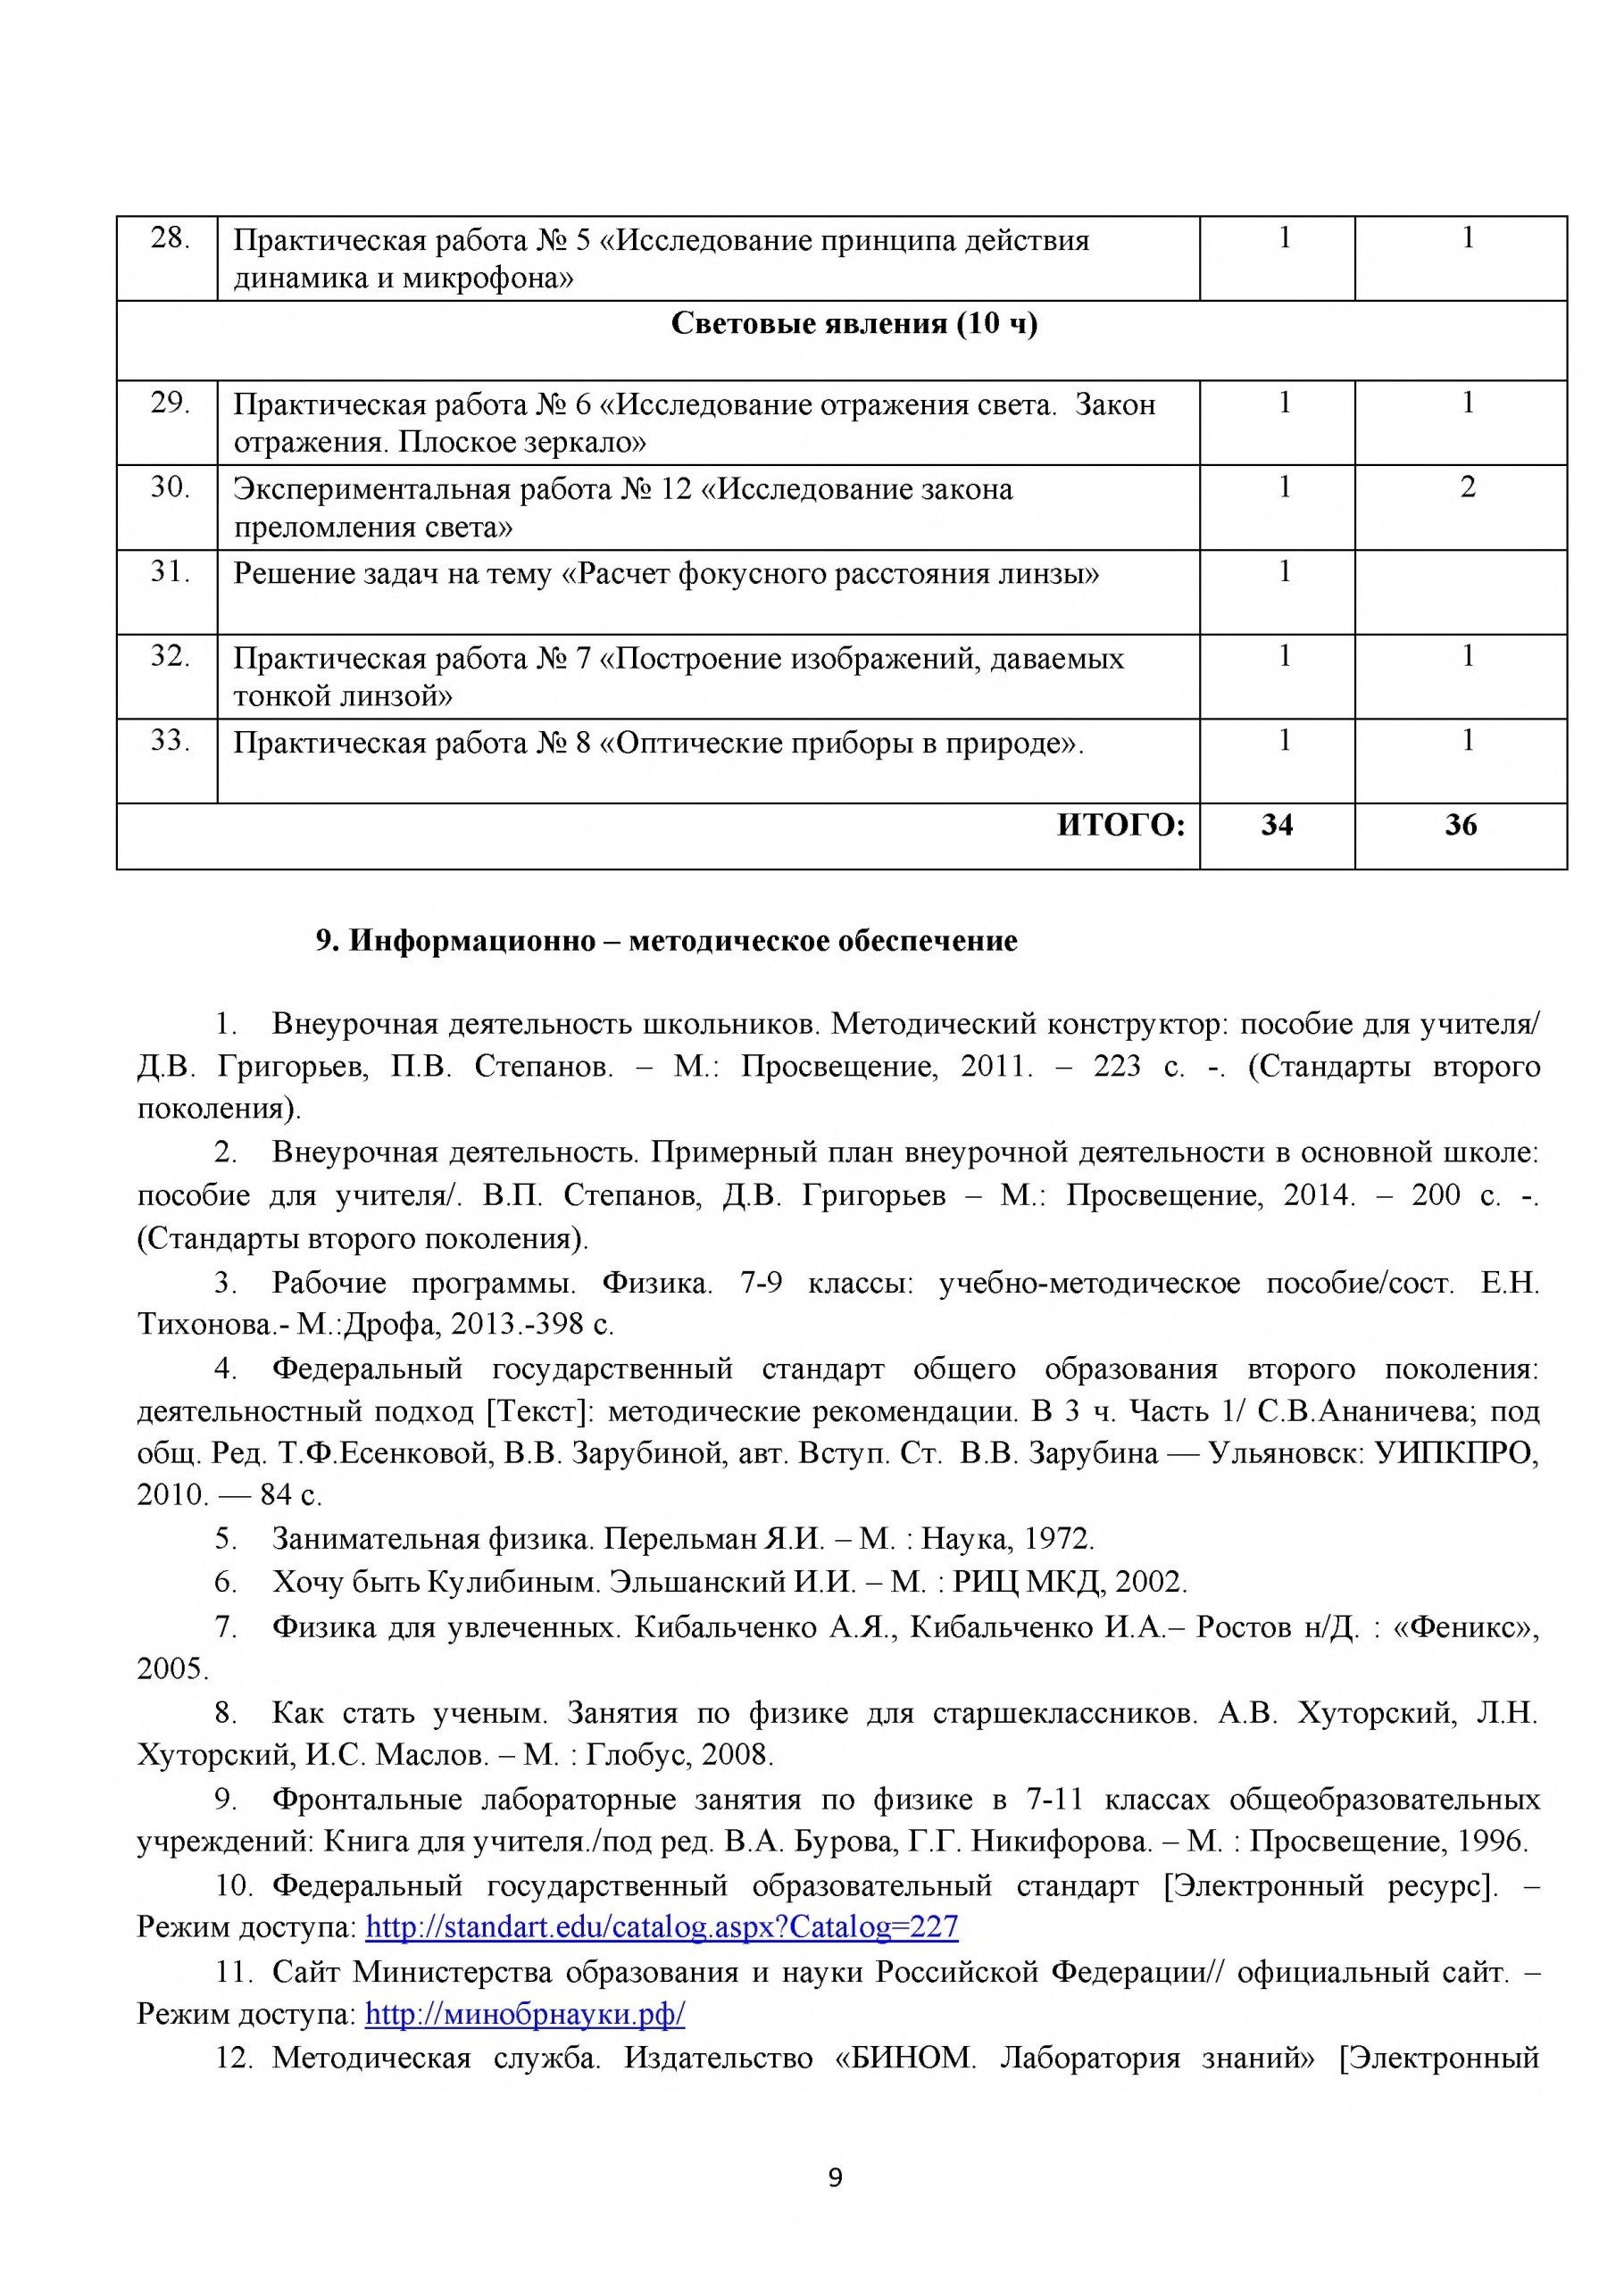 28.
Практическая работа № 5 «Исследование принципа действия
динамика и микрофона»
1
1
Световые явления (10 ч)
29.
Практическая работа № 6 «Исследование отражения света. Закон
отражения. Плоское зеркало»
1
1
30.
Экспериментальная работа № 12 «Исследование закона
преломления света»
1
2
31.
Решение задач на тему «Расчет фокусного расстояния линзы»
1
32.
Практическая работа № 7 «Построение изображений, даваемых
тонкой линзой»
1
1
33.
Практическая работа № 8 «Оптические приборы в природе».
1
1
ИТОГО:
34
36
9. Информационно – методическое обеспечение
1. Внеурочная деятельность школьников. Методический конструктор: пособие для учителя/
Д.В. Григорьев, П.В. Степанов. – М.: Просвещение, 2011. – 223 с. -. (Стандарты второго
поколения).
2. Внеурочная деятельность. Примерный план внеурочной деятельности в основной школе:
пособие для учителя/. В.П. Степанов, Д.В. Григорьев – М.: Просвещение, 2014. – 200 с. -.
(Стандарты второго поколения).
3. Рабочие программы. Физика. 7-9 классы: учебно-методическое пособие/сост. Е.Н.
Тихонова.- М.:Дрофа, 2013.-398 с.
4. Федеральный государственный стандарт общего образования второго поколения:
деятельностный подход [Текст]: методические рекомендации. В 3 ч. Часть 1/ С.В.Ананичева; под
общ. Ред. Т.Ф.Есенковой, В.В. Зарубиной, авт. Вступ. Ст. В.В. Зарубина — Ульяновск: УИПКПРО,
2010. — 84 с.
5. Занимательная физика. Перельман Я.И. – М. : Наука, 1972.
6. Хочу быть Кулибиным. Эльшанский И.И. – М. : РИЦ МКД, 2002.
7. Физика для увлеченных. Кибальченко А.Я., Кибальченко И.А.– Ростов н/Д. : «Феникс»,
2005.
8. Как стать ученым. Занятия по физике для старшеклассников. А.В. Хуторский, Л.Н.
Хуторский, И.С. Маслов. – М. : Глобус, 2008.
9. Фронтальные лабораторные занятия по физике в 7-11 классах общеобразовательных
учреждений: Книга для учителя./под ред. В.А. Бурова, Г.Г. Никифорова. – М. : Просвещение, 1996.
10. Федеральный государственный образовательный стандарт [Электронный ресурс]. –
Режим доступа: http://standart.edu/catalog.aspx?Catalog=227
11. Сайт Министерства образования и науки Российской Федерации// официальный сайт. –
Режим доступа: http://минобрнауки.рф/
12. Методическая служба. Издательство «БИНОМ. Лаборатория знаний» [Электронный
9